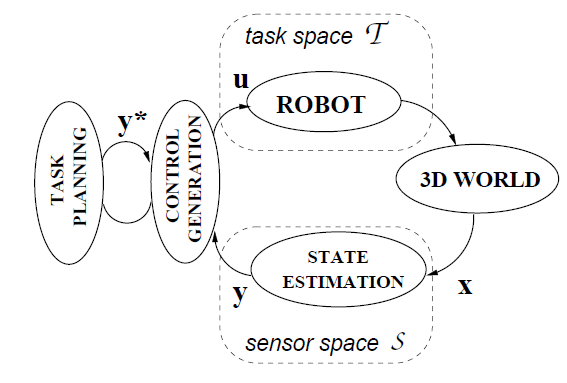 task space 𝒯
u
ROBOT
y*
TASK
PLANNING
CONTROL
GENERATION
3D WORLD
STATE
ESTIMATION
y
x
sensor space 𝒮